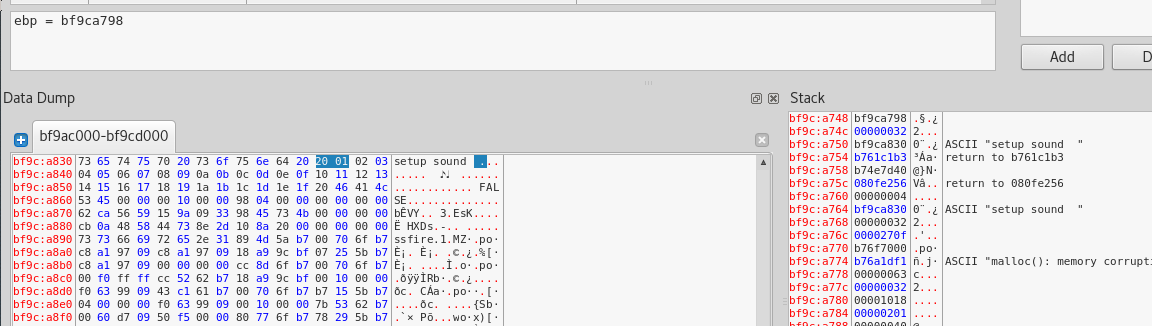 ebp = bf9ca798
Add
Data Dump
Stack
bf9ac000-bf9cd000
bf9c:a830 73 65 74 75 70 20 73 6f 75 6e 64 20 20 01 02 03 setup sound ...
bf9c:a840 04 05 06 07 08 09 0a 0b 0c 0d 0e 0f 10 11 12 13
bf9c:a850 14 15 16 17 18 19 1a 1b 1c 1d 1e 1f 20 46 41 4c ............ FAL
bf9c:a860 53 45 00 00 00 10 00 00 98 04 00 00 00 00 00 00 SE..............
bf9c:a870 62 ca 56 59 15 9a 09 33 98 45 73 4b 00 00 00 00 bÊVY...3.EsK....
bf9c:a880 cb 0a 48 58 44 73 8e 2d 10 8a 20 00 00 00 00 00 Ë HXDs.-.. .....
bf9c:a890 73 73 66 69 72 65 2e 31 89 4d 5a b7 00 70 6f b7 ssfire.1.MZ·.po·
bf9c:a8a0 c8 a1 97 09 c8 a1 97 09 18 a9 9c bf 07 25 5b b7 È¡. È¡. .©.¿.%[·
bf9c:a8b0 c8 a1 97 09 00 00 00 00 cc 8d 6f b7 00 70 6f b7 È¡. ....Ì.o·.po·
bf9c:a8c0 00 f0 ff ff cc 52 62 b7 18 a9 9c bf 00 10 00 00 .ðÿÿÌRb·.©.¿....
bf9c:a8d0 f0 63 99 09 43 c1 61 b7 00 70 6f b7 b7 15 5b b7 ðc. CÁa·.po··.[·
bf9c:a8e0 04 00 00 00 f0 63 99 09 00 10 00 00 7b 53 62 b7 ....ðc. ....{Sb·
bf9c:a8f0 00 60 d7 09 50 f5 00 00 80 77 6f b7 78 29 5b b7 .`× Põ...wo·x)[·
bf9c:a748 bf9ca798 .§.¿
bf9c:a74c 00000032 2...
bf9c:a750 bf9ca830 0¨.¿ ASCII "setup sound  "
bf9c:a754 b761c1b3 ³Áa· return to b761c1b3
bf9c:a758 b74e7d40 @}N·
bf9c:a75c 080fe256 Vâ.. return to 080fe256
bf9c:a760 00000004 ....
bf9c:a764 bf9ca830 0¨.¿ ASCII "setup sound  "
bf9c:a768 00000032 2...
bf9c:a76c 0000270f .'..
bf9c:a770 b76f7000 .po·
bf9c:a774 b76a1df1 ñ.j· ASCII "malloc(): memory corrupti
bf9c:a778 00000063 c...
bf9c:a77c 00000032 2...
bf9c:a780 00001018 ....
bf9c:a784 00000201 ....
bf9c:a788 00000040 @...